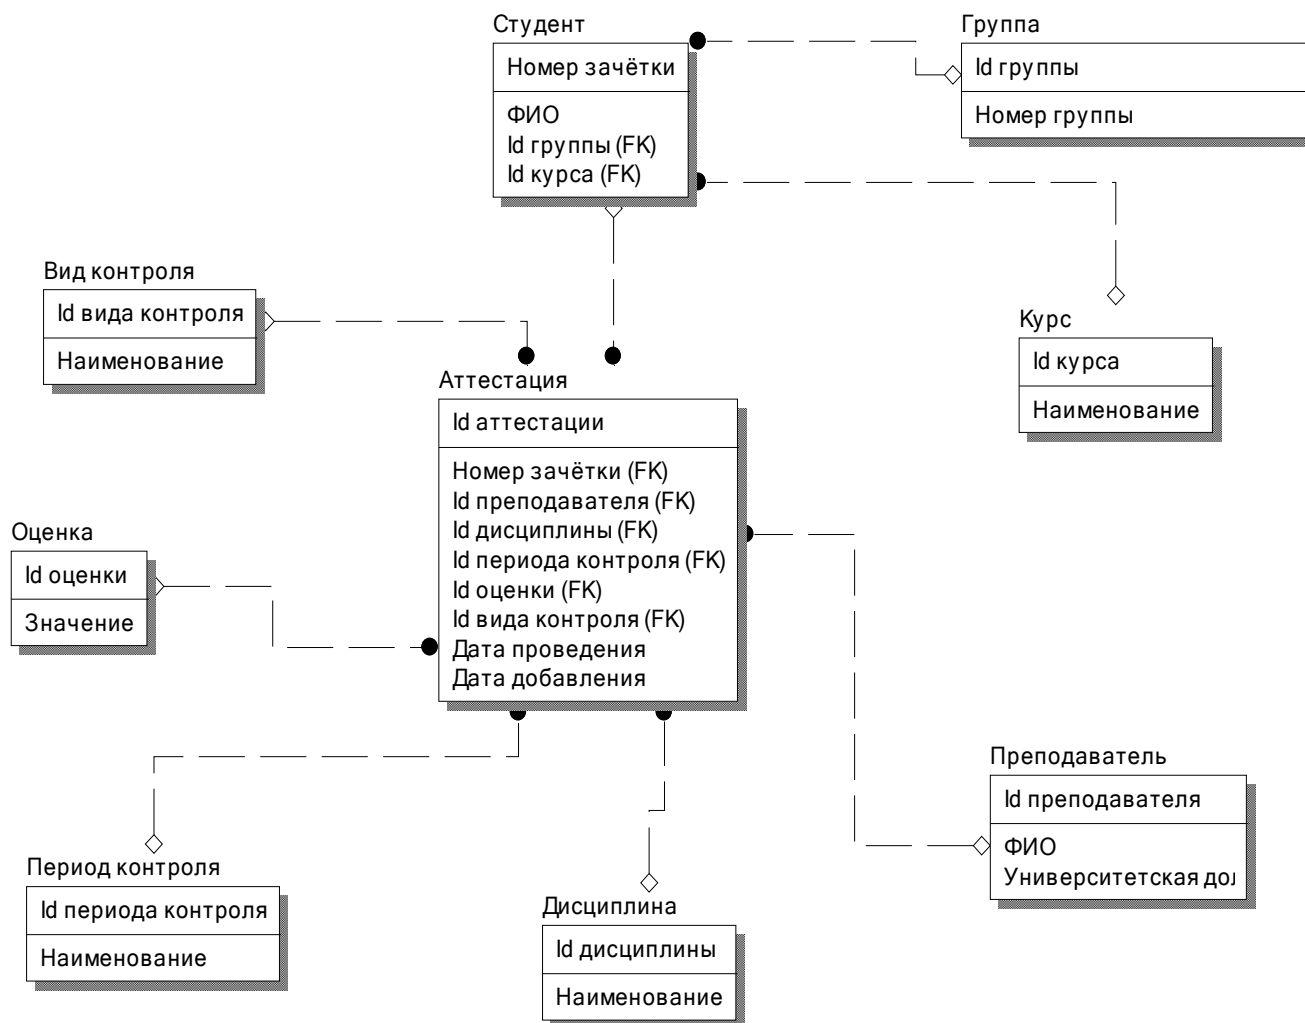 Студент
Номер зачётки
ФИО
Id группы (FK)
Id курса (FK)
Группа
Id группы
Номер группы
Вид контроля
Id вида контроля
Наименование
Курс
Id курса
Наименование
Аттестация
Id аттестации
Номер зачётки (FK)
Id преподавателя (FK)
Id дисциплины (FK)
Id периода контроля (FK)
Id оценки (FK)
Id вида контроля (FK)
Дата проведения
Дата добавления
Оценка
Id оценки
Значение
Преподаватель
Id преподавателя
ФИО
Университетская
Период контроля
Id периода контроля
Наименование
Дисциплина
Id дисциплины
Наименование